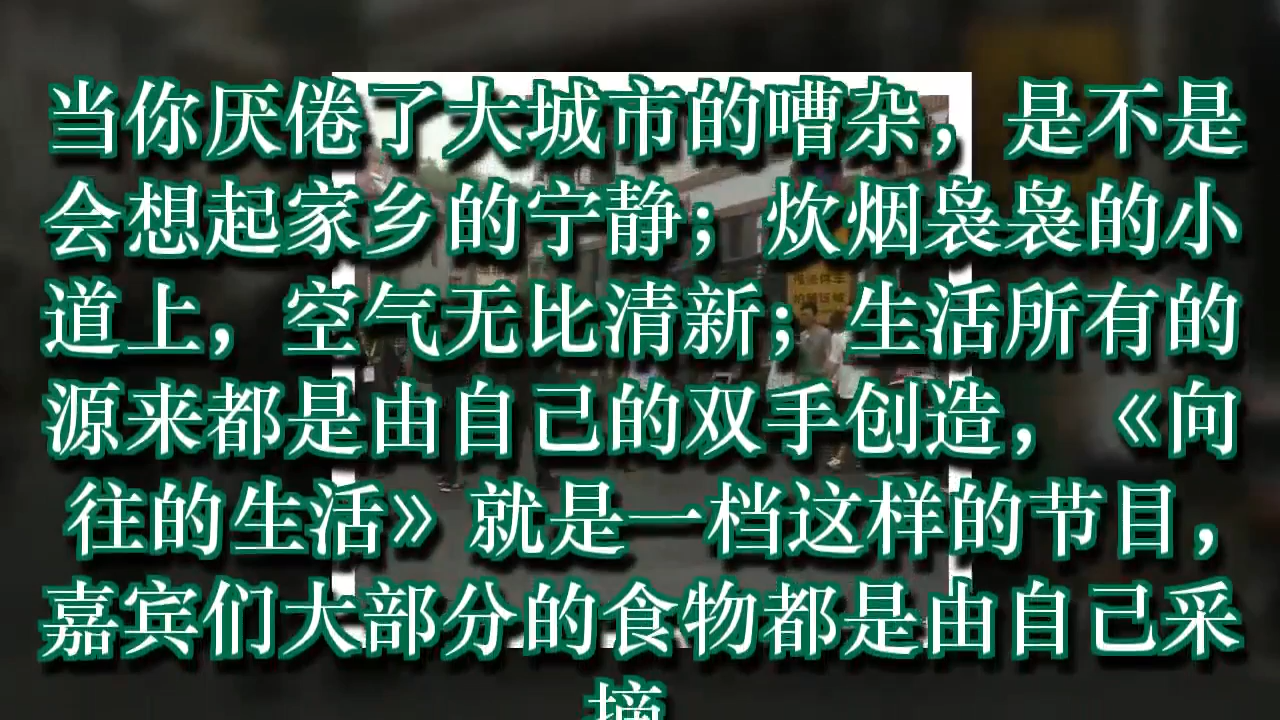 当你厌倦了大城市的嘈杂，是不是
会想起家乡的宁静；炊烟袅袅的小
道上，空气无比清新；生活所有的
源来都是由自己的双手创造，《向
往的生活》就是一档这样的节目，
嘉宾们大部分的食物都是由自己采
摘